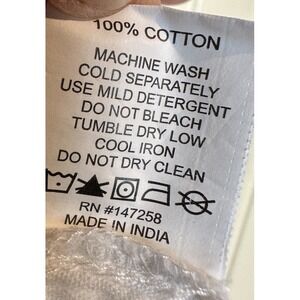 100% COTTON
MACHINE WASH
COLD SEPARATELY
USE MILD DETERGENT
DO NOT BLEACH
TUMBLE DRY LOW
COOL IRON
DO NOT DRY CLEAN
RN #147258
MADE IN INDIA